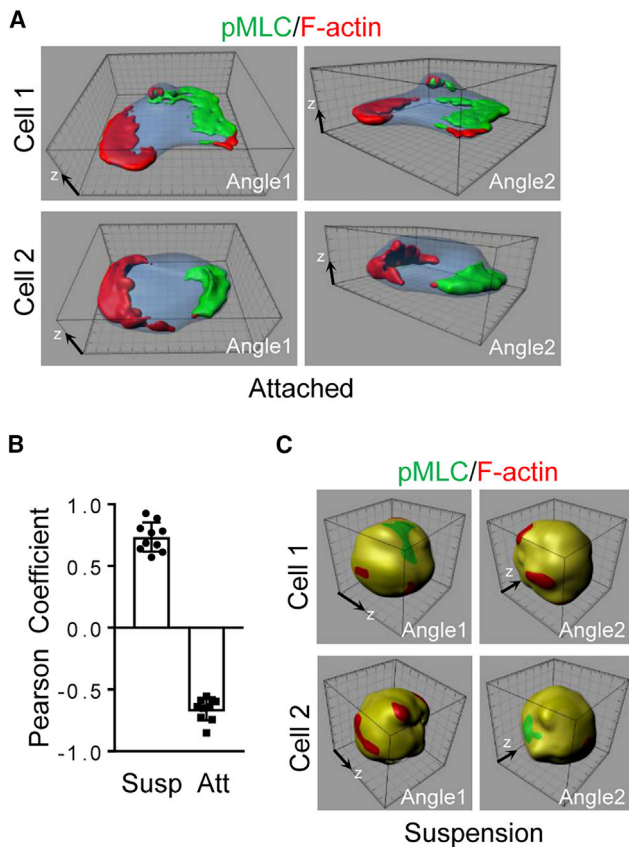 A
pMLC/F-actin
Cell 1
z
Angle1
z
Angle2
Cell 2
z
Angle1
z
Angle2
Attached
B
Pearson Coefficient
1.0
0.5
0.0
-0.5
-1.0
Susp Att
C
pMLC/F-actin
Cell 1
z
Angle1
z
Angle2
Cell 2
z
Angle1
z
Angle2
Suspension